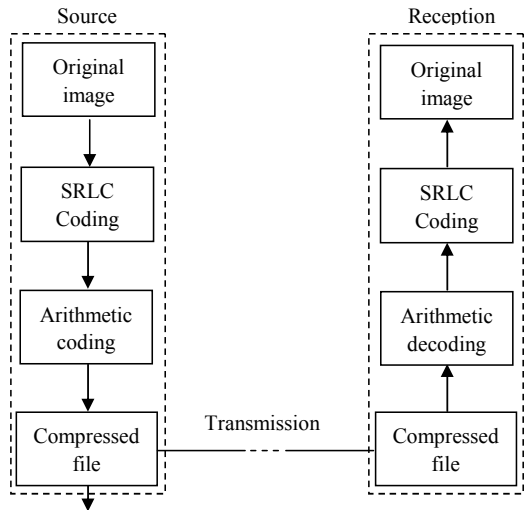 Source
Original
image
SRLC
Coding
Arithmetic
coding
Compressed
file
Transmission
Reception
Original
image
SRLC
Coding
Arithmetic
decoding
Compressed
file